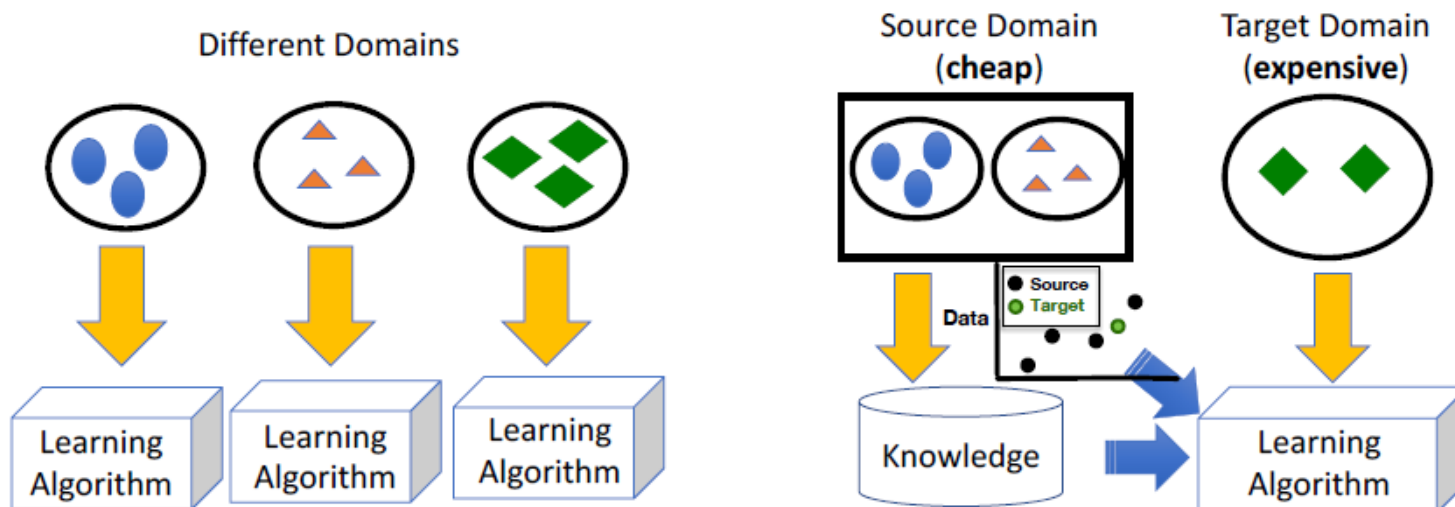 Different Domains
Learning
Algorithm
Learning
Algorithm
Learning
Algorithm
Source Domain
(cheap)
Target Domain
(expensive)
Source
Target
Data
Knowledge
Learning
Algorithm